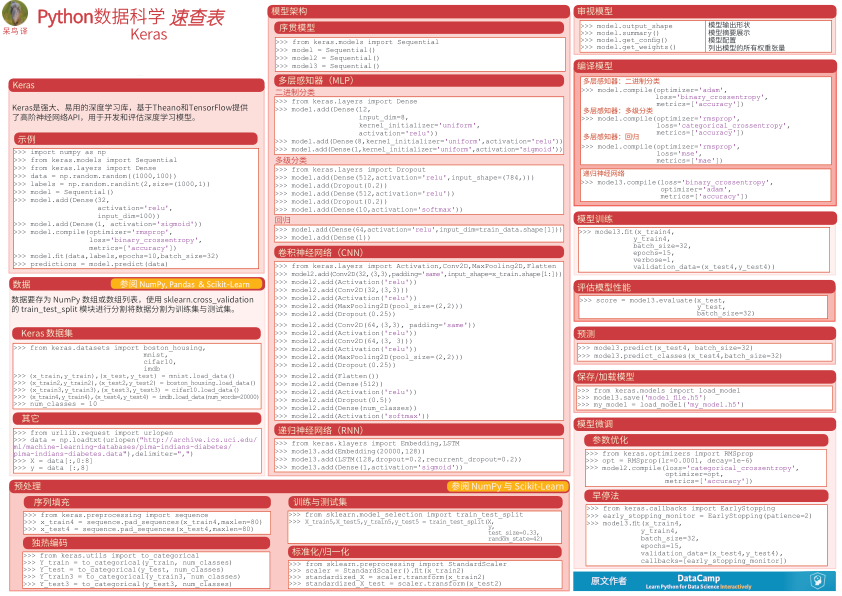 呆鸟 译
Python数据科学 速查表
Keras
Keras
Keras是强大、易用的深度学习库，基于Theano和TensorFlow提供
了高阶神经网络API，用于开发和评估深度学习模型。
示例
>>> import numpy as np
>>> from keras.models import Sequential
>>> from keras.layers import Dense
>>> data = np.random.random((1000,100))
>>> labels = np.random.randint(2,size=(1000,1))
>>> model = Sequential()
>>> model.add(Dense(32,
activation='relu',
input_dim=100))
>>> model.add(Dense(1, activation='sigmoid'))
>>> model.compile(optimizer='rmsprop',
loss='binary_crossentropy',
metrics=['accuracy'])
>>> model.fit(data,labels,epochs=10,batch_size=32)
>>> predictions = model.predict(data)
数据
参阅 NumPy, Pandas & Scikit-Learn
数据要存为 NumPy 数组或数组列表，使用 sklearn.cross_validation
的 train_test_split 模块进行分割将数据分割为训练集与测试集。
Keras 数据集
>>> from keras.datasets import boston_housing,
mnist,
cifar10,
imdb
>>> (x_train,y_train),(x_test,y_test) = mnist.load_data()
>>> (x_train2,y_train2),(x_test2,y_test2) = boston_housing.load_data()
>>> (x_train3,y_train3),(x_test3,y_test3) = cifar10.load_data()
>>> (x_train4,y_train4),(x_test4,y_test4) = imdb.load_data(num_words=20000)
>>> num_classes = 10
其它
>>> from urllib.request import urlopen
>>> data = np.loadtxt(urlopen("http://archive.ics.uci.edu/
ml/machine-learning-databases/pima-indians-diabetes/
pima-indians-diabetes.data"),delimiter=",")
>>> X = data[:,0:8]
>>> y = data [:,8]
模型架构
序贯模型
>>> from keras.models import Sequential
>>> model = Sequential()
>>> model2 = Sequential()
>>> model3 = Sequential()
多层感知器（MLP）
二进制分类
>>> from keras.layers import Dense
>>> model.add(Dense(12,
input_dim=8,
kernel_initializer='uniform',
activation='relu'))
>>> model.add(Dense(8,kernel_initializer='uniform',activation='relu'))
>>> model.add(Dense(1,kernel_initializer='uniform',activation='sigmoid'))
多级分类
>>> from keras.layers import Dropout
>>> model.add(Dense(512,activation='relu',input_shape=(784,)))
>>> model.add(Dropout(0.2))
>>> model.add(Dense(512,activation='relu'))
>>> model.add(Dropout(0.2))
>>> model.add(Dense(10,activation='softmax'))
回归
>>> model.add(Dense(64,activation='relu',input_dim=train_data.shape[1]))
>>> model.add(Dense(1))
卷积神经网络（CNN）
>>> from keras.layers import Activation,Conv2D,MaxPooling2D,Flatten
>>> model2.add(Conv2D(32,(3,3),padding='same',input_shape=x_train.shape[1:]))
>>> model2.add(Activation('relu'))
>>> model2.add(Conv2D(32,(3,3)))
>>> model2.add(Activation('relu'))
>>> model2.add(MaxPooling2D(pool_size=(2,2)))
>>> model2.add(Dropout(0.25))
>>> model2.add(Conv2D(64,(3,3), padding='same'))
>>> model2.add(Activation('relu'))
>>> model2.add(Conv2D(64,(3, 3)))
>>> model2.add(Activation('relu'))
>>> model2.add(MaxPooling2D(pool_size=(2,2)))
>>> model2.add(Dropout(0.25))
>>> model2.add(Flatten())
>>> model2.add(Dense(512))
>>> model2.add(Activation('relu'))
>>> model2.add(Dropout(0.5))
>>> model2.add(Dense(num_classes))
>>> model2.add(Activation('softmax'))
递归神经网络（RNN）
>>> from keras.klayers import Embedding,LSTM
>>> model3.add(Embedding(20000,128))
>>> model3.add(LSTM(128,dropout=0.2,recurrent_dropout=0.2))
>>> model3.add(Dense(1,activation='sigmoid'))
预处理
参阅 NumPy 与 Scikit-Learn
序列填充
>>> from keras.preprocessing import sequence
>>> x_train4 = sequence.pad_sequences(x_train4,maxlen=80)
>>> x_test4 = sequence.pad_sequences(x_test4,maxlen=80)
独热编码
>>> from keras.utils import to_categorical
>>> Y_train = to_categorical(y_train, num_classes)
>>> Y_test = to_categorical(y_test, num_classes)
>>> Y_train3 = to_categorical(y_train3, num_classes)
>>> Y_test3 = to_categorical(y_test3, num_classes)
训练与测试集
>>> from sklearn.model_selection import train_test_split
>>> X_train5,X_test5,y_train5,y_test5 = train_test_split(X,
y,
test_size=0.33,
random_state=42)
标准化/归一化
>>> from sklearn.preprocessing import StandardScaler
>>> scaler = StandardScaler().fit(x_train2)
>>> standardized_X = scaler.transform(x_train2)
>>> standardized_X_test = scaler.transform(x_test2)
审视模型
>>> model.output_shape 模型输出形状
>>> model.summary() 模型摘要展示
>>> model.get_config() 模型配置
>>> model.get_weights() 列出模型的所有权重张量
编译模型
多层感知器：二进制分类
>>> model.compile(optimizer='adam',
loss='binary_crossentropy',
metrics=['accuracy'])
多层感知器：多级分类
>>> model.compile(optimizer='rmsprop',
loss='categorical_crossentropy',
metrics=['accuracy'])
多层感知器：回归
>>> model.compile(optimizer='rmsprop',
loss='mse',
metrics=['mae'])
递归神经网络
>>> model3.compile(loss='binary_crossentropy',
optimizer='adam',
metrics=['accuracy'])
模型训练
>>> model3.fit(x_train4,
y_train4,
batch_size=32,
epochs=15,
verbose=1,
validation_data=(x_test4,y_test4))
评估模型性能
>>> score = model3.evaluate(x_test,
y_test,
batch_size=32)
预测
>>> model3.predict(x_test4, batch_size=32)
>>> model3.predict_classes(x_test4,batch_size=32)
保存/加载模型
>>> from keras.models import load_model
>>> model3.save('model_file.h5')
>>> my_model = load_model('my_model.h5')
模型微调
参数优化
>>> from keras.optimizers import RMSprop
>>> opt = RMSprop(lr=0.0001, decay=1e-6)
>>> model2.compile(loss='categorical_crossentropy',
optimizer=opt,
metrics=['accuracy'])
早停法
>>> from keras.callbacks import EarlyStopping
>>> early_stopping_monitor = EarlyStopping(patience=2)
>>> model3.fit(x_train4,
y_train4,
batch_size=32,
epochs=15,
validation_data=(x_test4,y_test4),
callbacks=[early_stopping_monitor])
原文作者
DataCamp
Learn Python for Data Science Interactively